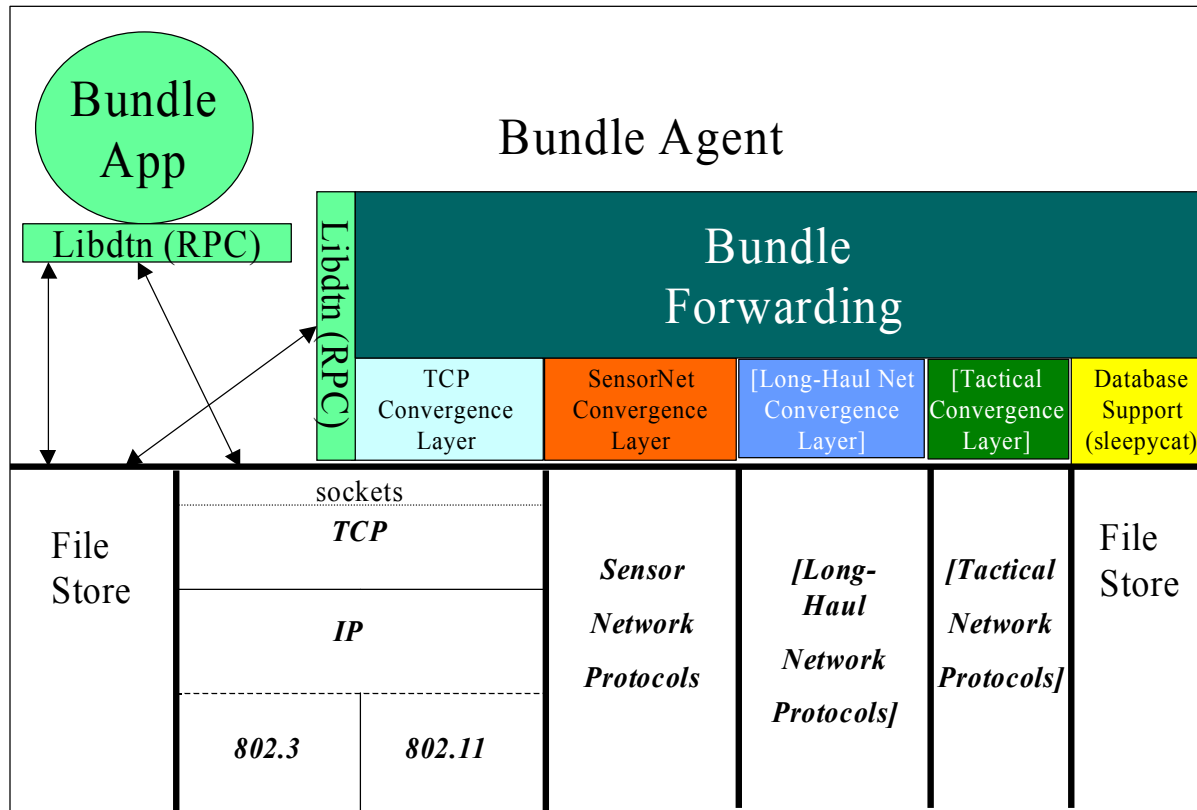 Bundle
App
Libdtn (RPC)
Bundle Agent
Libdtn (RPC)
Bundle
Forwarding
TCP
Convergence
Layer
SensorNet
Convergence
Layer
[Long-Haul Net
Convergence
Layer]
[Tactical
Convergence
Layer]
Database
Support
(sleepycat)
File
Store
sockets
TCP
IP
802.3
802.11
Sensor
Network
Protocols
[Long-
Haul
Network
Protocols]
[Tactical
Network
Protocols]
File
Store